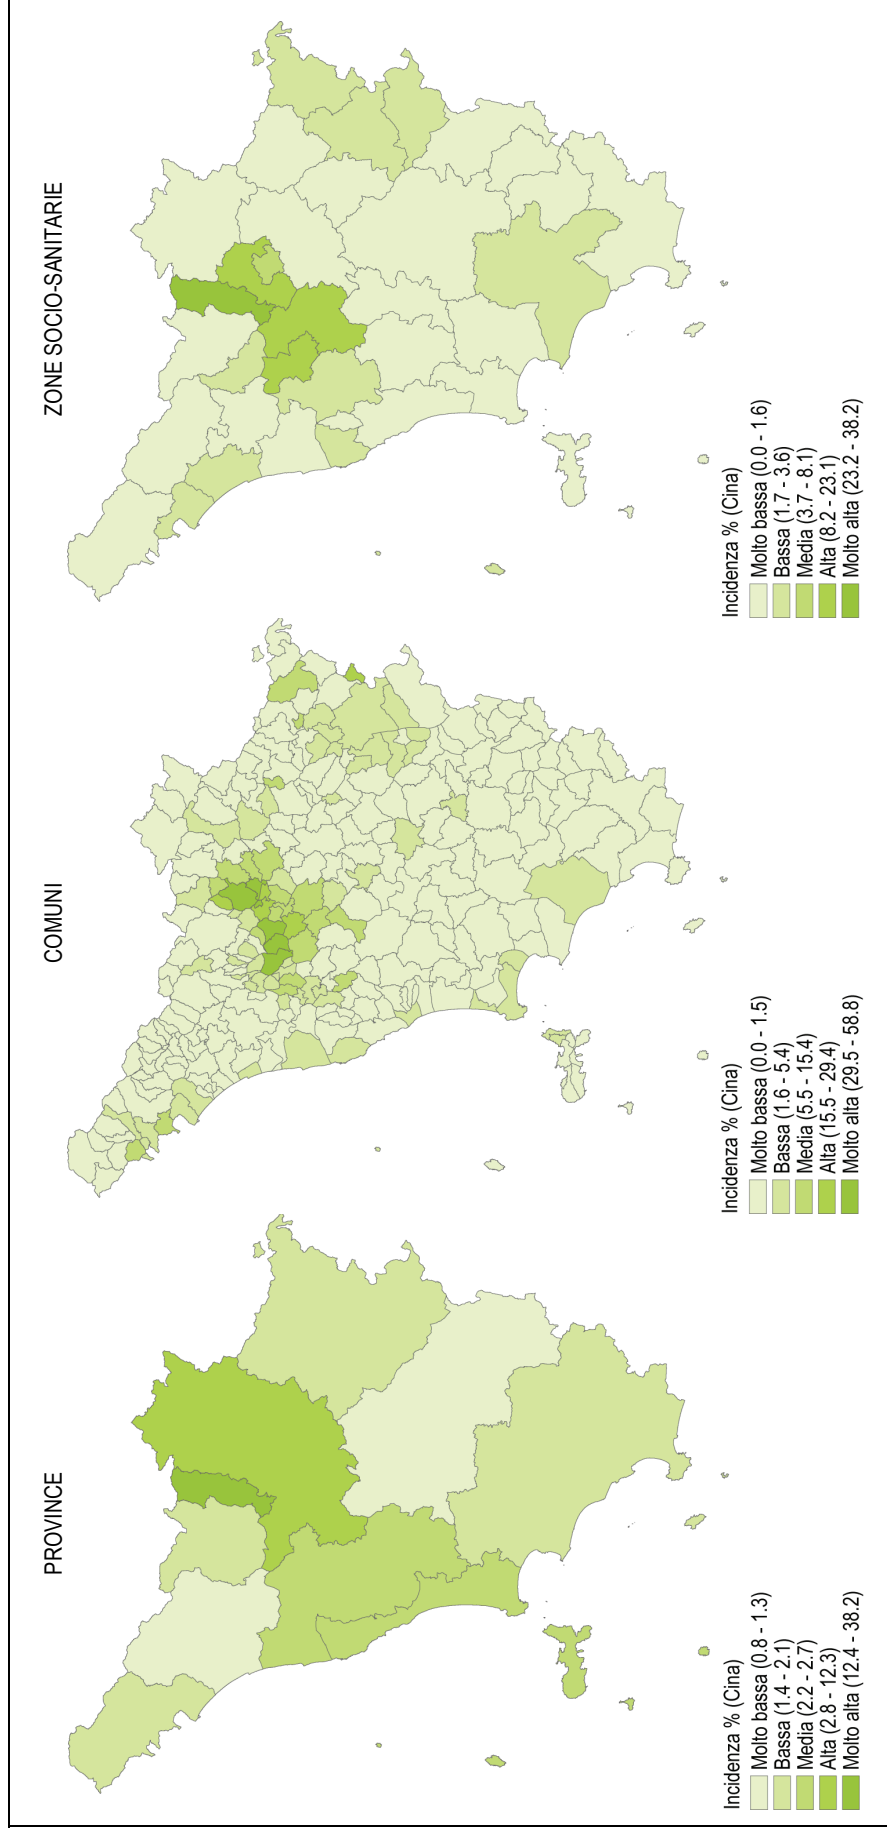 PROVINCE
Incidenza % (Cina)
Molto bassa (0.8 - 1.3)
Bassa (1.4 - 2.1)
Media (2.2 - 2.7)
Alta (2.8 - 12.3)
Molto alta (12.4 - 38.2)
COMUNI
Incidenza % (Cina)
Molto bassa (0.0 - 1.5)
Bassa (1.6 - 5.4)
Media (5.5 - 15.4)
Alta (15.5 - 29.4)
Molto alta (29.5 - 58.8)
ZONE SOCIO-SANITARIE
Incidenza % (Cina)
Molto bassa (0.0 - 1.6)
Bassa (1.7 - 3.6)
Media (3.7 - 8.1)
Alta (8.2 - 23.1)
Molto alta (23.2 - 38.2)